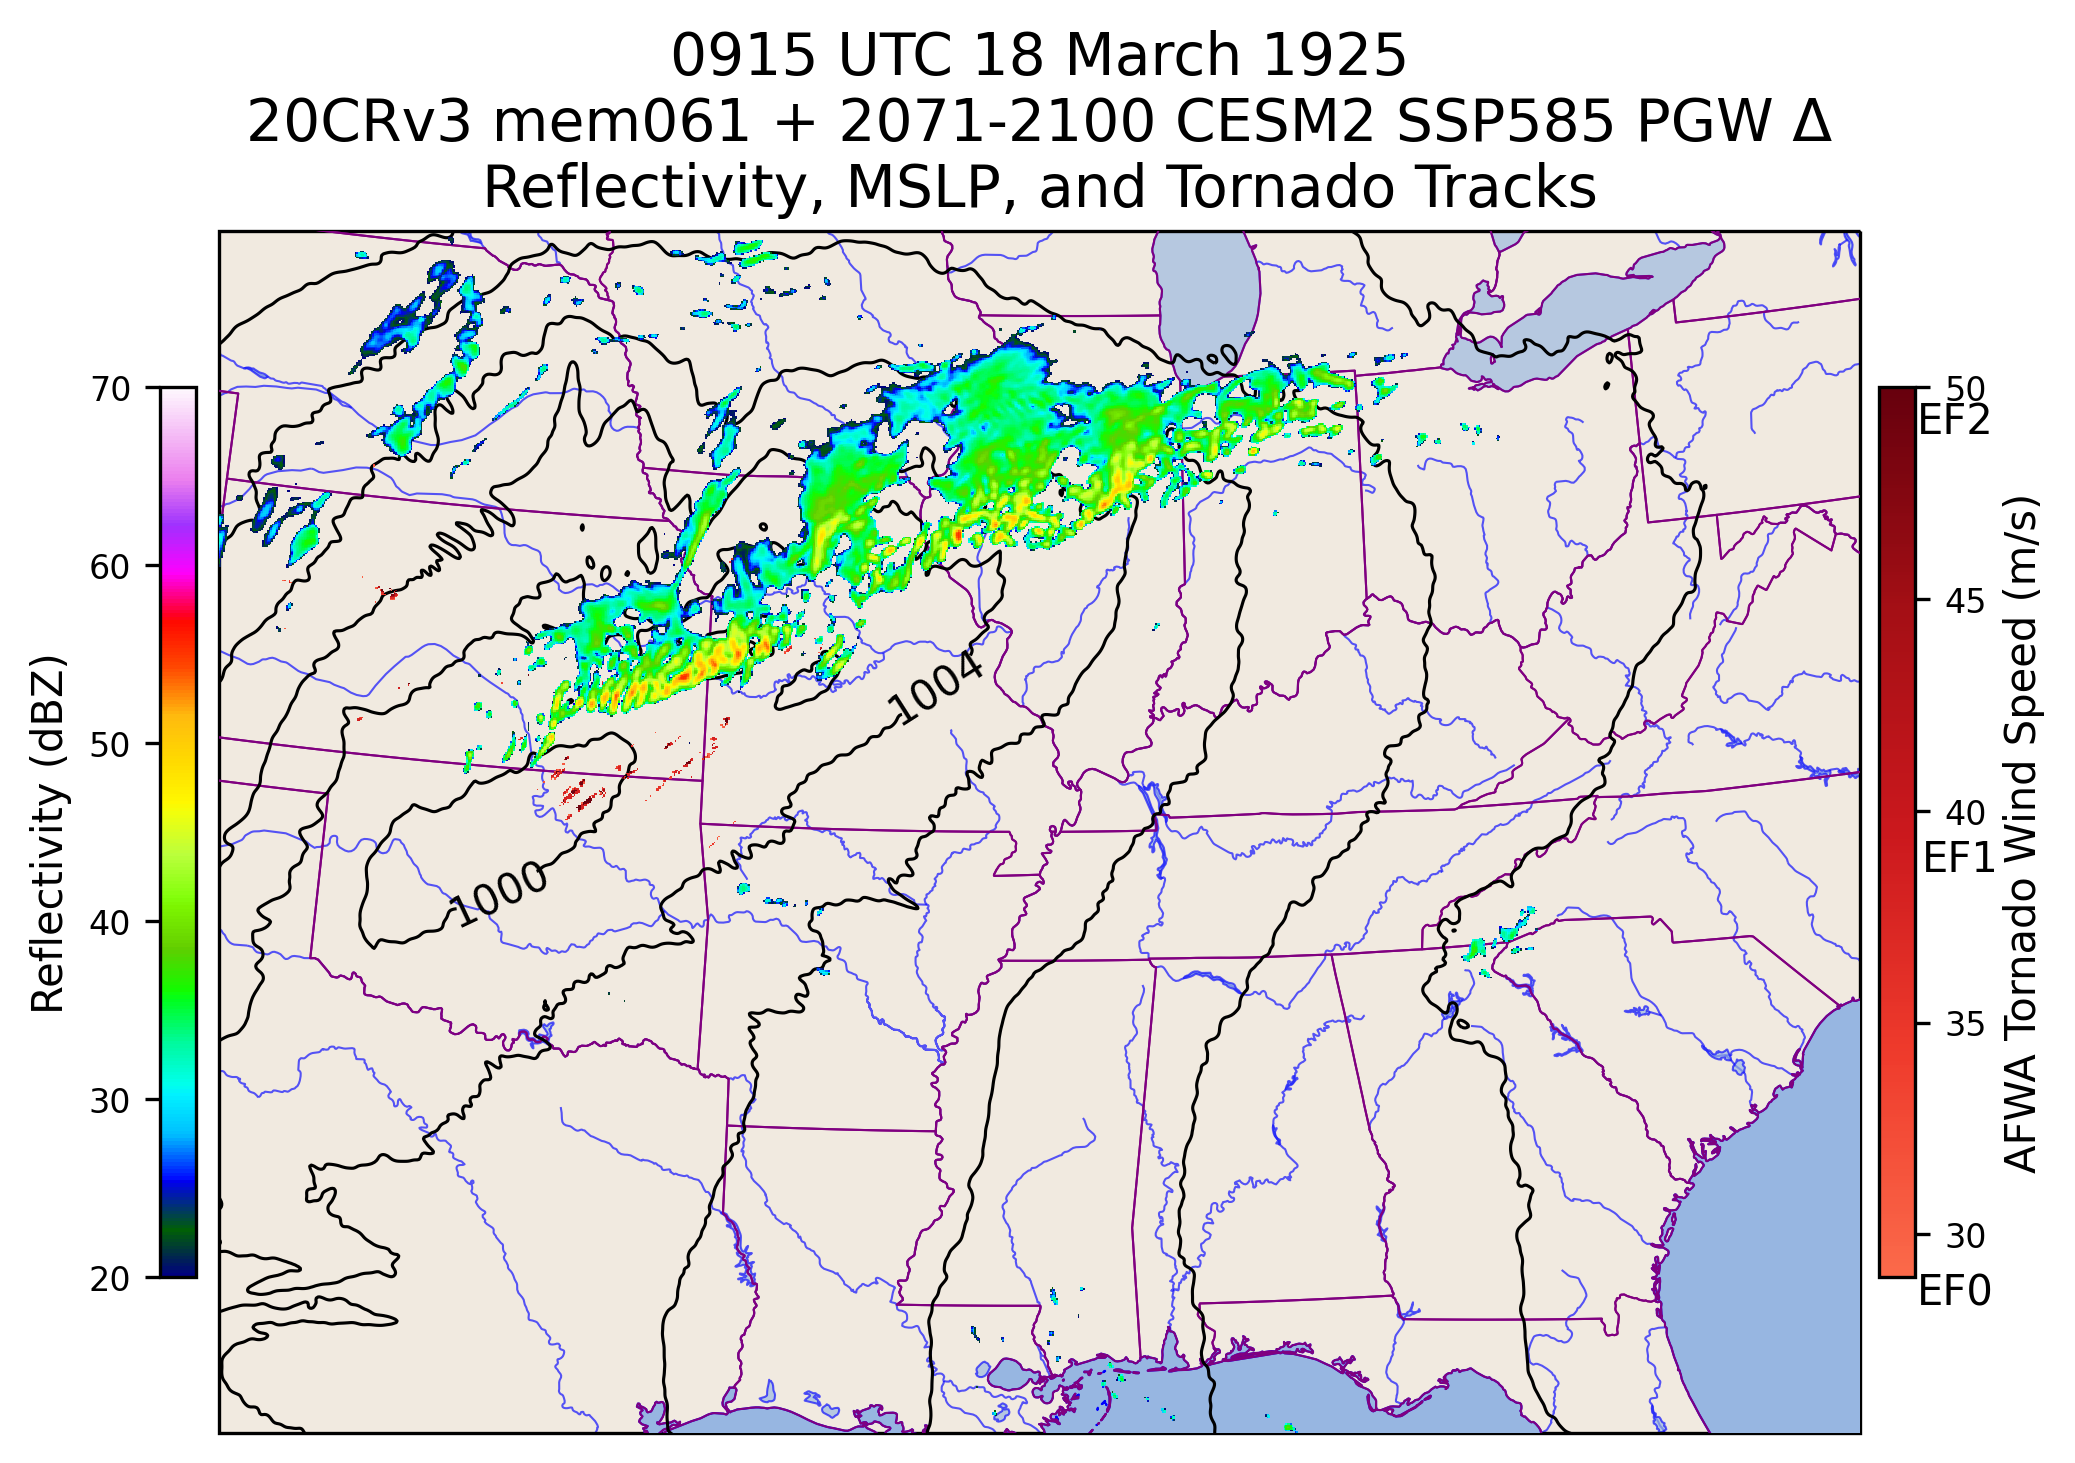 0915 UTC 18 March 1925
20CRv3 mem061 + 2071-2100 CESM2 SSP585 PGW Δ
Reflectivity, MSLP, and Tornado Tracks
Reflectivity (dBZ)
70
60
50
40
30
20
1004
1000
50
EF2
45
40
EF1
35
30
EF0
AFWA Tornado Wind Speed (m/s)